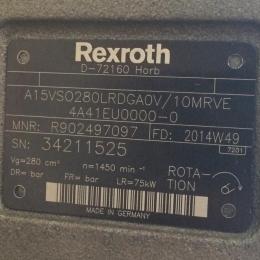 Rexroth
D-72160 Horb
A15VSO280LRDGA0V/10MRVE
4A41EU0000-0
MNR: R902497097 FD: 2014W49
SN: 34211525 7201
Vg=280 cm³ n=1450 min⁻¹ ROTA-
DR= bar FR= bar LR=75kW TION
MADE IN GERMANY